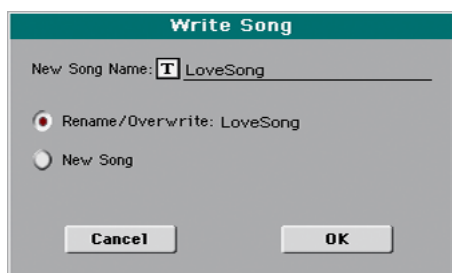 Write Song
New Song Name: T LoveSong
Rename/Overwrite: LoveSong
New Song
Cancel OK